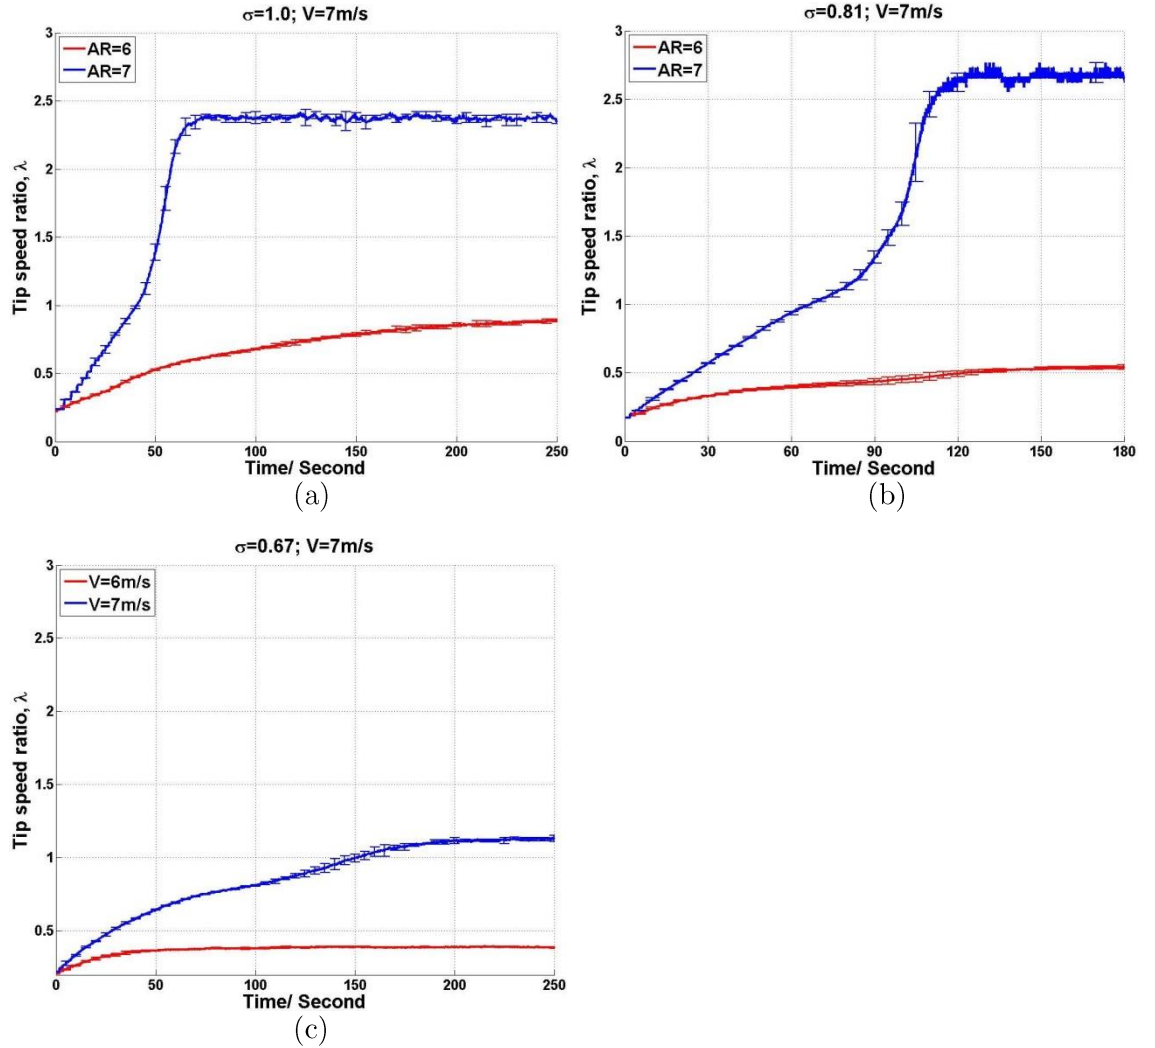 σ=1.0; V=7m/s
AR=6
AR=7
Tip speed ratio, λ
3
2.5
2
1.5
1
0.5
0
0 50 100 150 200 250
Time/ Second
(a)
σ=0.81; V=7m/s
AR=6
AR=7
Tip speed ratio, λ
3
2.5
2
1.5
1
0.5
0
0 30 60 90 120 150 180
Time/ Second
(b)
σ=0.67; V=7m/s
V=6m/s
V=7m/s
Tip speed ratio, λ
3
2.5
2
1.5
1
0.5
0 50 100 150 200 250
Time/ Second
(c)